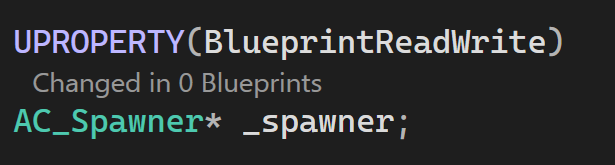 UPROPERTY(BlueprintReadWrite)
Changed in 0 Blueprints
AC_Spawner* _spawner;